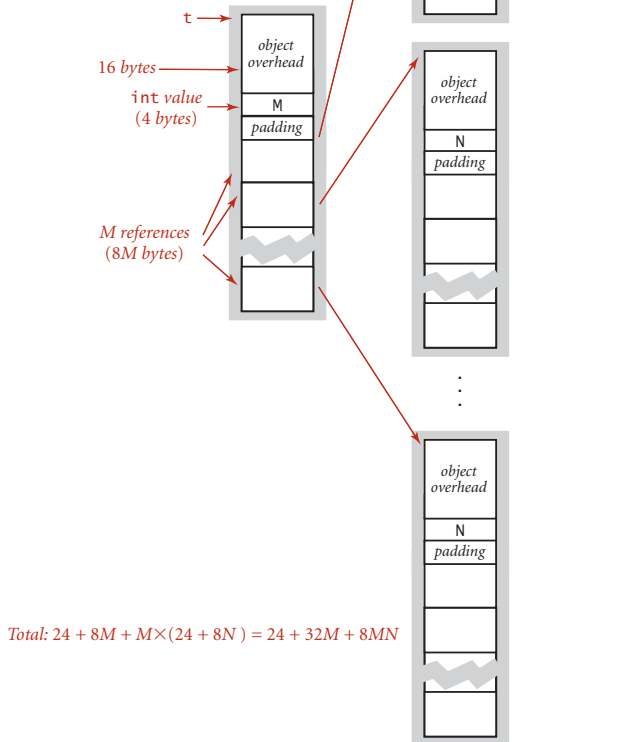 t
object
overhead
16 bytes
int value
(4 bytes)
M
padding
M references
(8M bytes)
object
overhead
N
padding
.
.
.
object
overhead
N
padding
Total: 24 + 8M + M×(24 + 8N ) = 24 + 32M + 8MN